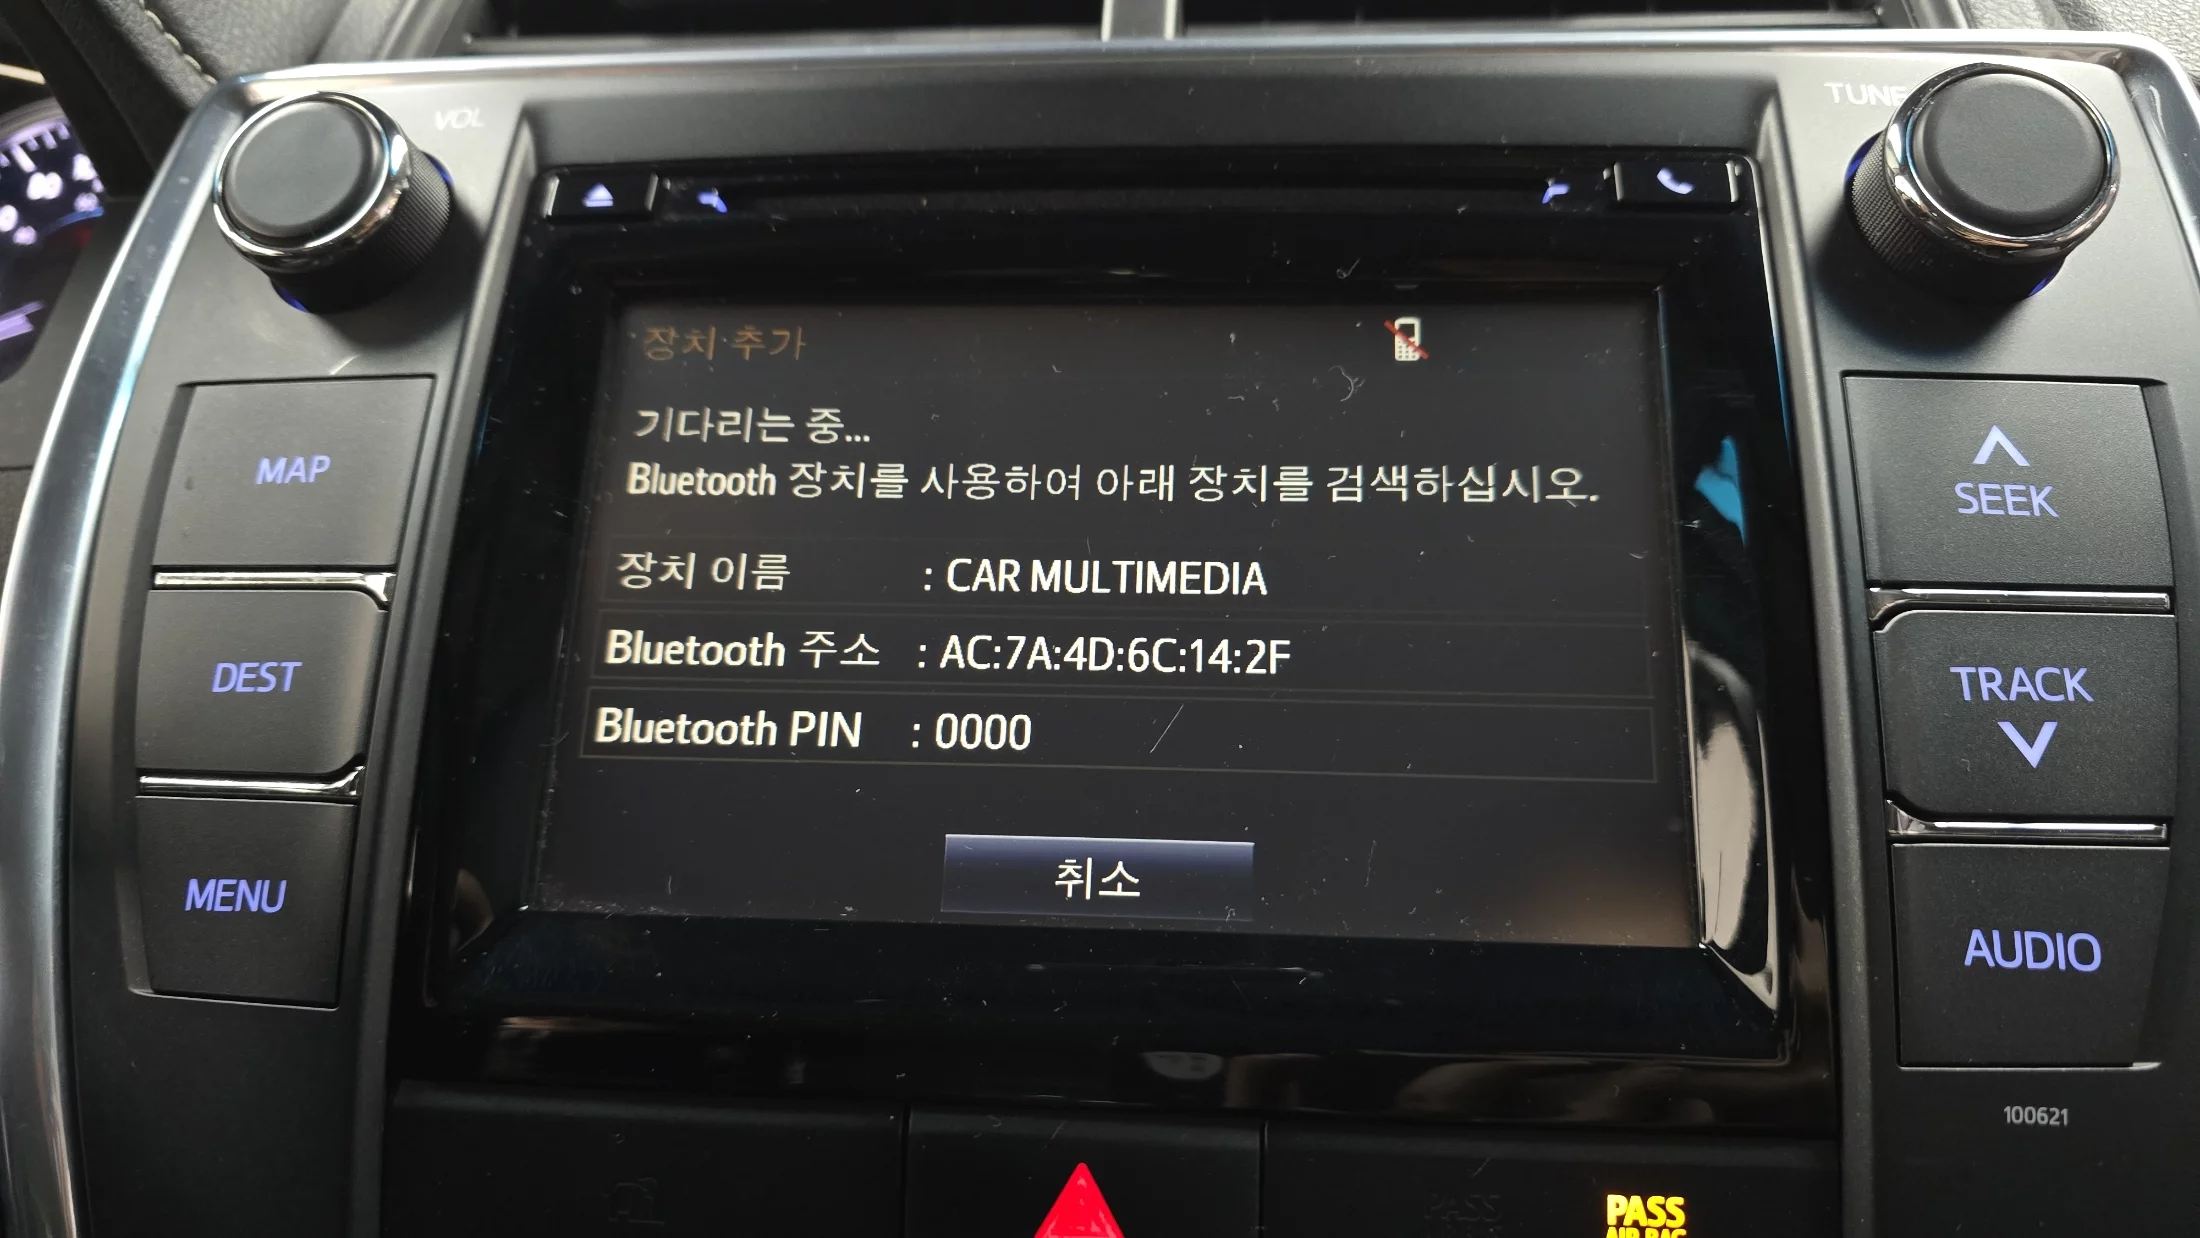 VOL
TUNE
장치 추가
기다리는 중...
Bluetooth 장치를 사용하여 아래 장치를 검색하십시오.
장치 이름 : CAR MULTIMEDIA
Bluetooth 주소 : AC:7A:4D:6C:14:2F
Bluetooth PIN : 0000
취소
MAP
DEST
MENU
SEEK
TRACK
AUDIO
100621
PASS
PASS
AIR BAG